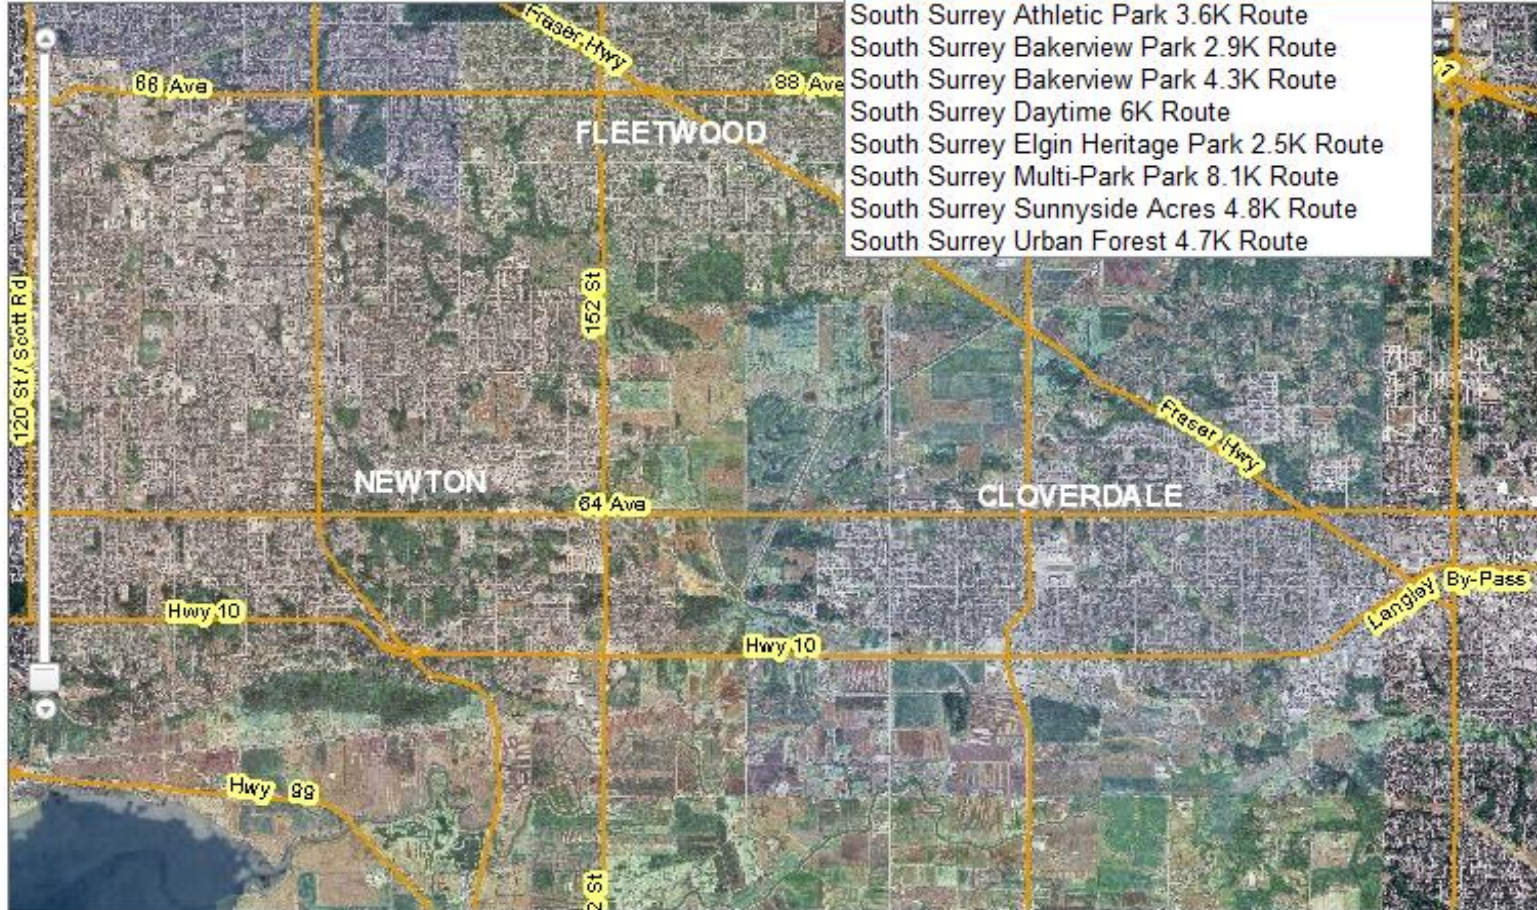 South Surrey Athletic Park 3.6K Route
South Surrey Bakerview Park 2.9K Route
South Surrey Bakerview Park 4.3K Route
South Surrey Daytime 6K Route
South Surrey Elgin Heritage Park 2.5K Route
South Surrey Multi-Park Park 8.1K Route
South Surrey Sunnyside Acres 4.8K Route
South Surrey Urban Forest 4.7K Route
Fraser Hwy
88 Ave
88 Ave
FLEETWOOD
152 St
120 St / Scott Rd
Fraser Hwy
NEWTON
CLOVERDALE
64 Ave
Langley By-Pass
Hwy 10
Hwy 10
Hwy 99
2 St